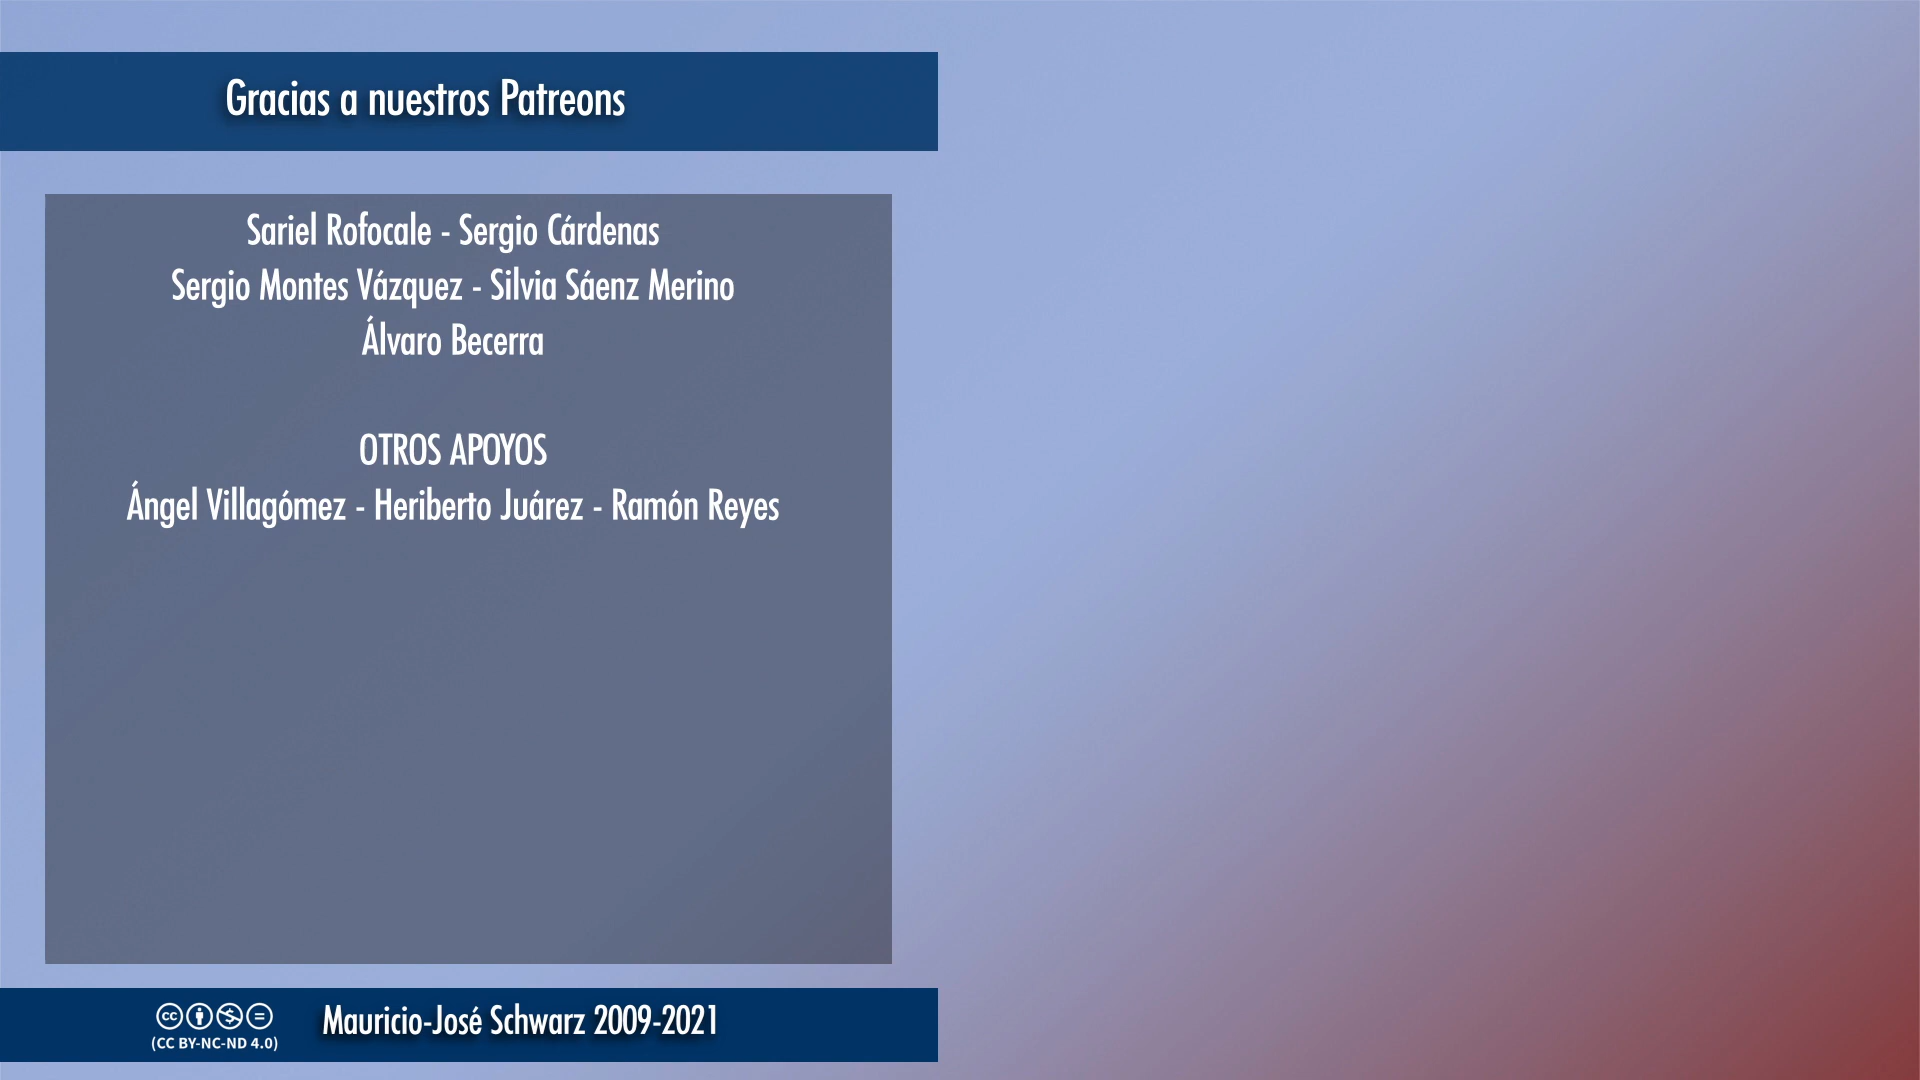 Gracias a nuestros Patreons
Sariel Rofocale - Sergio Cárdenas
Sergio Montes Vázquez - Silvia Sáenz Merino
Álvaro Becerra
OTROS APOYOS
Ángel Villagómez - Heriberto Juárez - Ramón Reyes
Mauricio-José Schwarz 2009-2021
(CC BY-NC-ND 4.0)